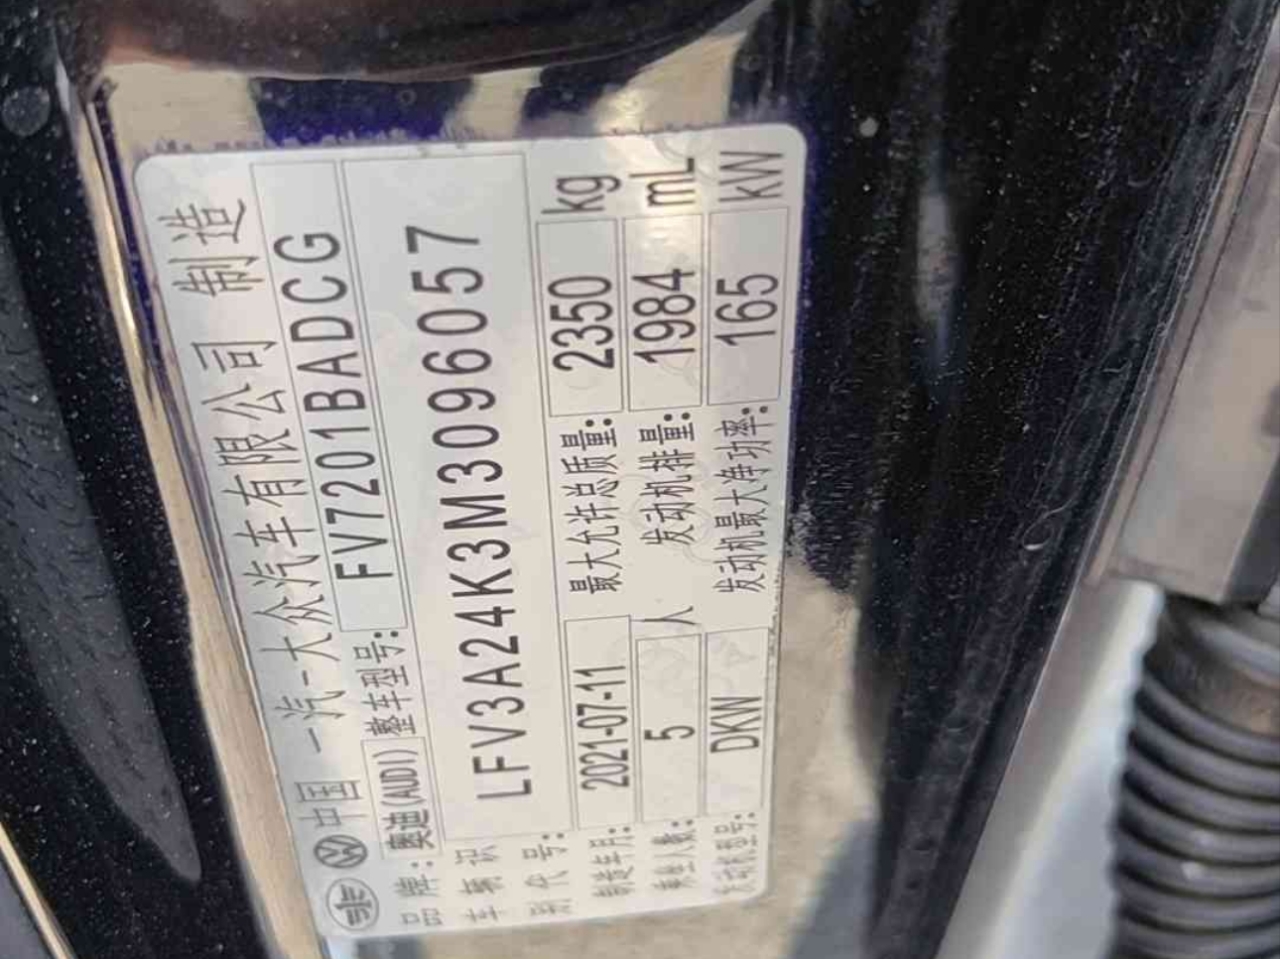 中国 一汽-大众汽车有限公司 制造
品牌: 奥迪(AUDI) 整车型号: FV7201BADCG
车辆识别代号: LFV3A24K3M3096057
制造年月: 2021-07-11 最大允许总质量: 2350 kg
乘坐人数: 5 人 发动机排量: 1984 mL
发动机型号: DKW 发动机最大净功率: 165 kW